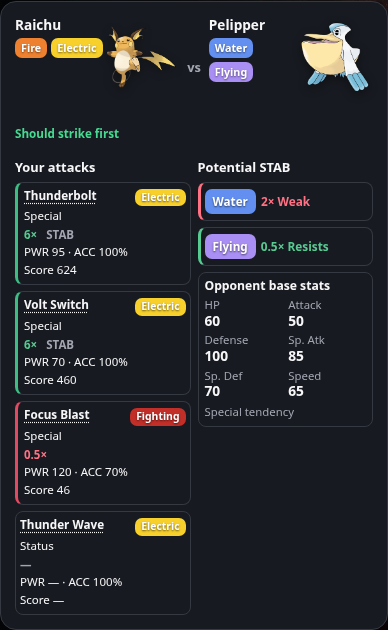 Raichu
Fire Electric
vs
Pelipper
Water
Flying
Should strike first
Your attacks
Thunderbolt Electric
Special
6× STAB
PWR 95 · ACC 100%
Score 624
Volt Switch Electric
Special
6× STAB
PWR 70 · ACC 100%
Score 460
Focus Blast Fighting
Special
0.5×
PWR 120 · ACC 70%
Score 46
Thunder Wave Electric
Status
—
PWR — · ACC 100%
Score —
Potential STAB
Water 2× Weak
Flying 0.5× Resists
Opponent base stats
HP Attack
60 50
Defense Sp. Atk
100 85
Sp. Def Speed
70 65
Special tendency